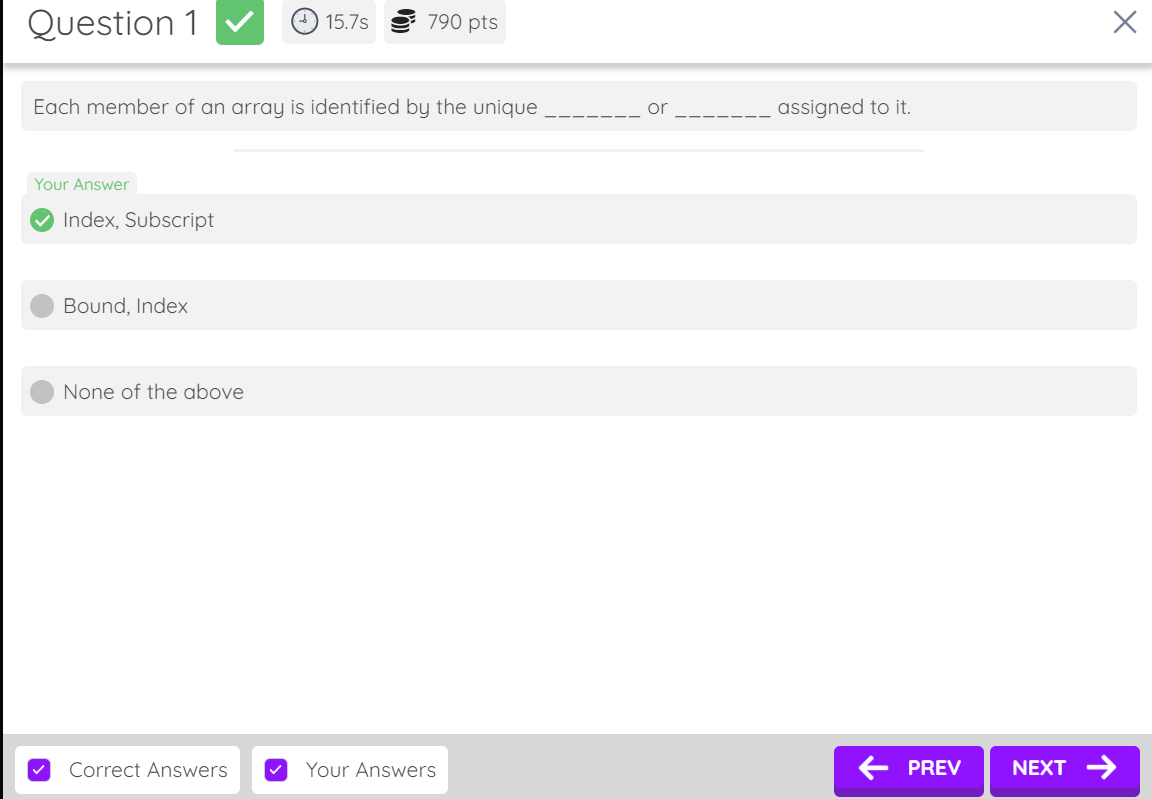 Question 1 15.7s 790 pts
Each member of an array is identified by the unique _______ or _______ assigned to it.
Your Answer
Index, Subscript
Bound, Index
None of the above
Correct Answers Your Answers PREV NEXT